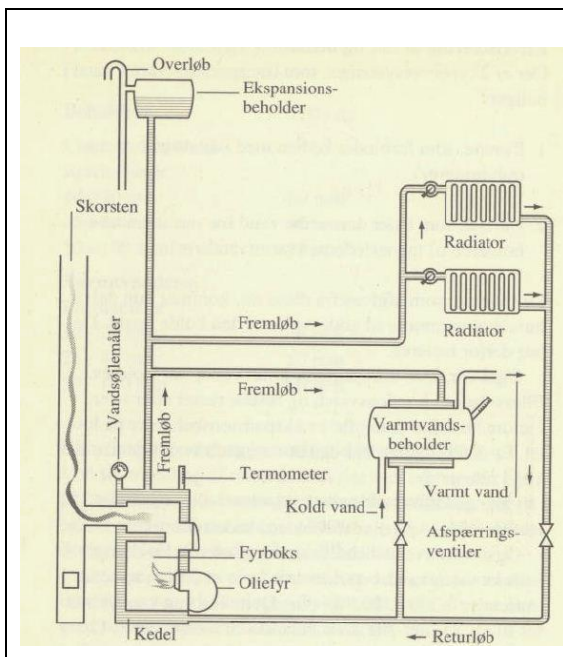 Overløb
Ekspansions-
beholder
Skorsten
Radiator
Radiator
Fremløb
Fremløb
Vandsøjlemåler
Fremløb
Varmtvands-
beholder
Termometer
Koldt vand
Varmt vand
Afspærrings-
ventiler
Fyrboks
Oliefyr
Kedel
Returløb